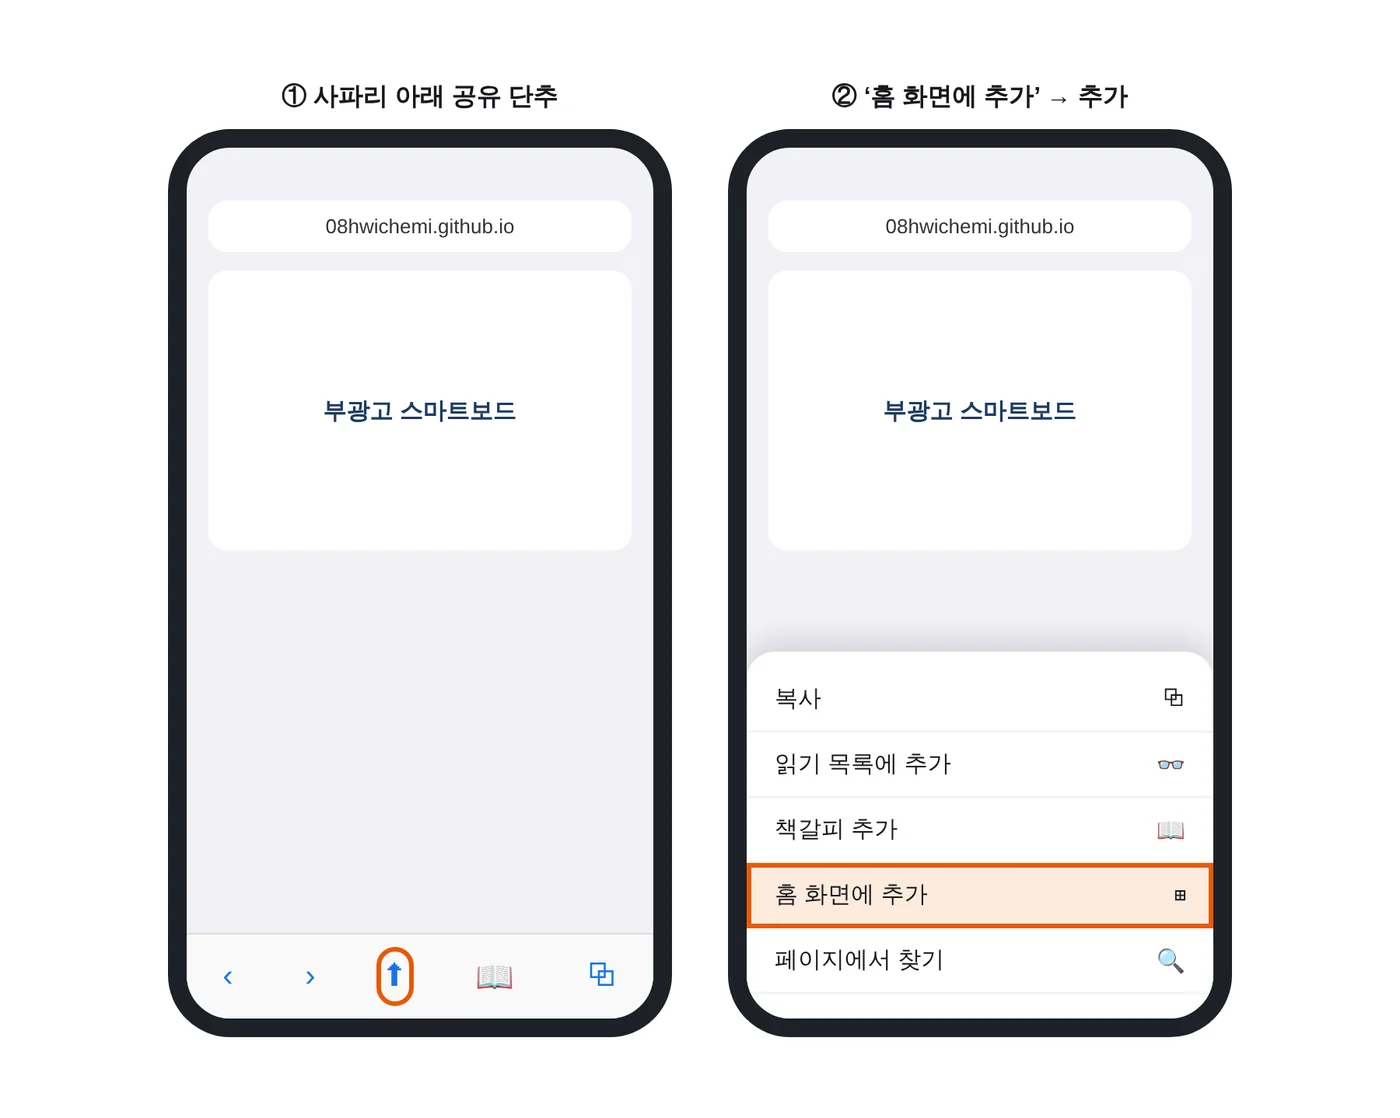 ① 사파리 아래 공유 단추
08hwichemi.github.io
부광고 스마트보드
② ‘홈 화면에 추가’ → 추가
08hwichemi.github.io
부광고 스마트보드
복사
읽기 목록에 추가
책갈피 추가
홈 화면에 추가
페이지에서 찾기